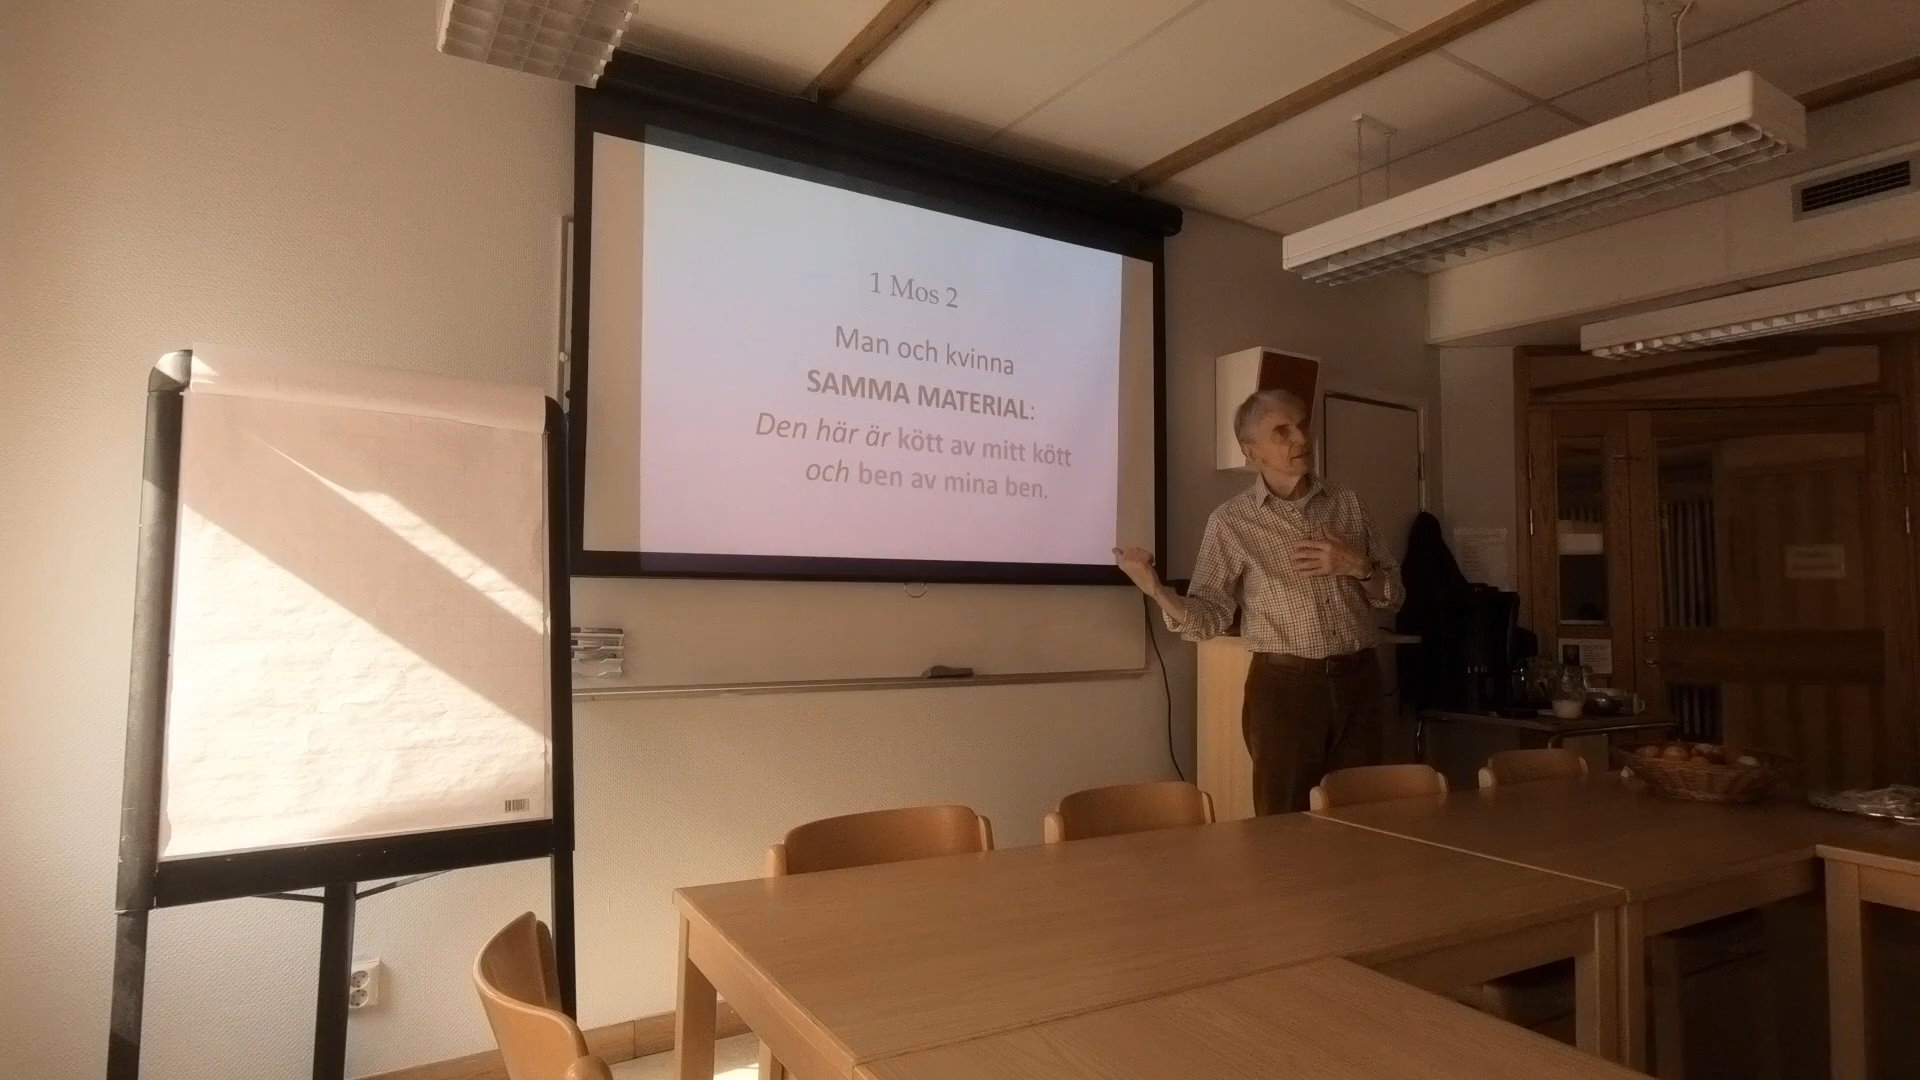 1 Mos 2
Man och kvinna
SAMMA MATERIAL:
Den här är kött av mitt kött
och ben av mina ben.